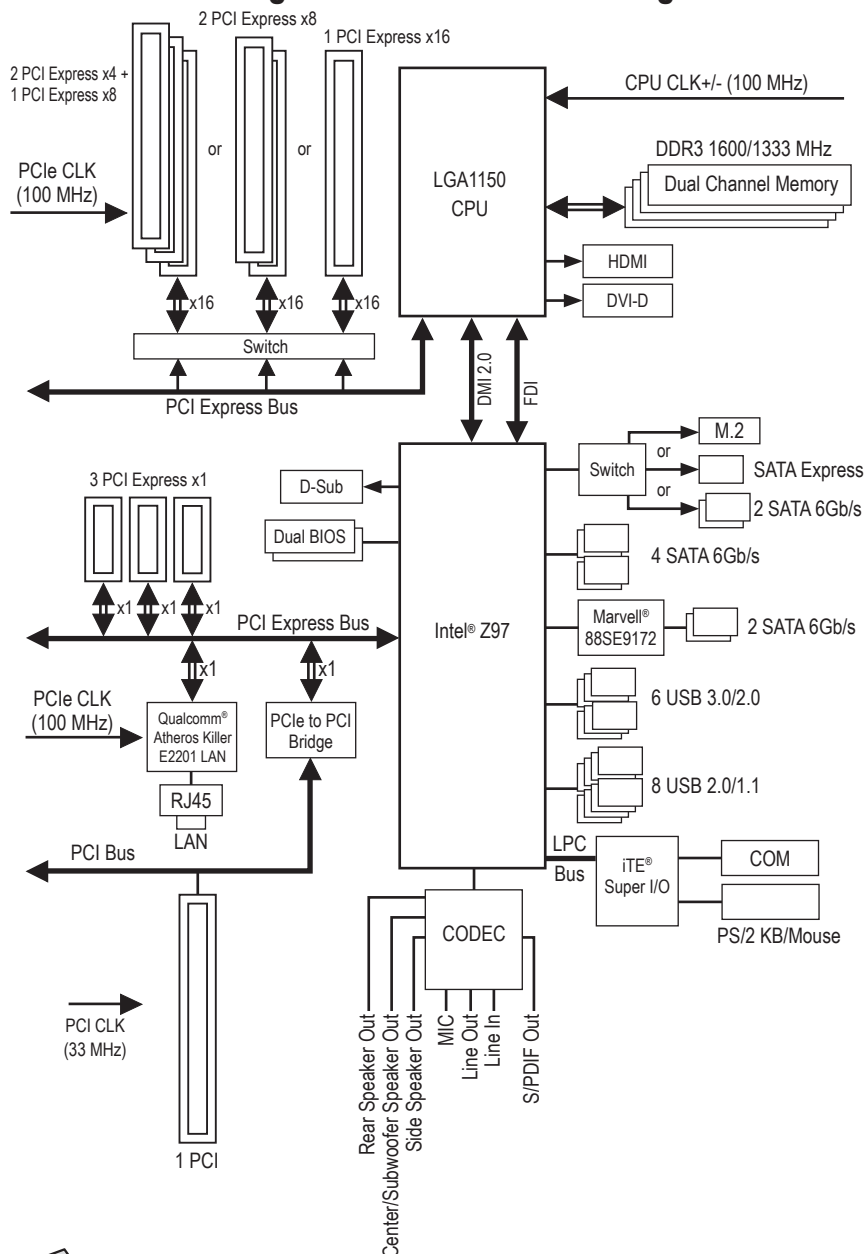 2 PCI Express x8
1 PCI Express x16
2 PCI Express x4 +
1 PCI Express x8
CPU CLK+/- (100 MHz)
or
or
PCIe CLK
(100 MHz)
DDR3 1600/1333 MHz
Dual Channel Memory
LGA1150
CPU
HDMI
DVI-D
x16
x16
x16
Switch
PCI Express Bus
DMI 2.0
FDI
M.2
or
Switch
SATA Express
or
2 SATA 6Gb/s
3 PCI Express x1
D-Sub
Dual BIOS
4 SATA 6Gb/s
x1
x1
x1
PCI Express Bus
Intel® Z97
Marvell®
88SE9172
2 SATA 6Gb/s
x1
x1
PCIe CLK
(100 MHz)
Qualcomm®
Atheros Killer
E2201 LAN
PCIe to PCI
Bridge
6 USB 3.0/2.0
RJ45
LAN
8 USB 2.0/1.1
PCI Bus
LPC
Bus
iTE®
Super I/O
COM
PS/2 KB/Mouse
CODEC
PCI CLK
(33 MHz)
Rear Speaker Out
Center/Subwoofer Speaker Out
Side Speaker Out
MIC
Line Out
Line In
S/PDIF Out
1 PCI